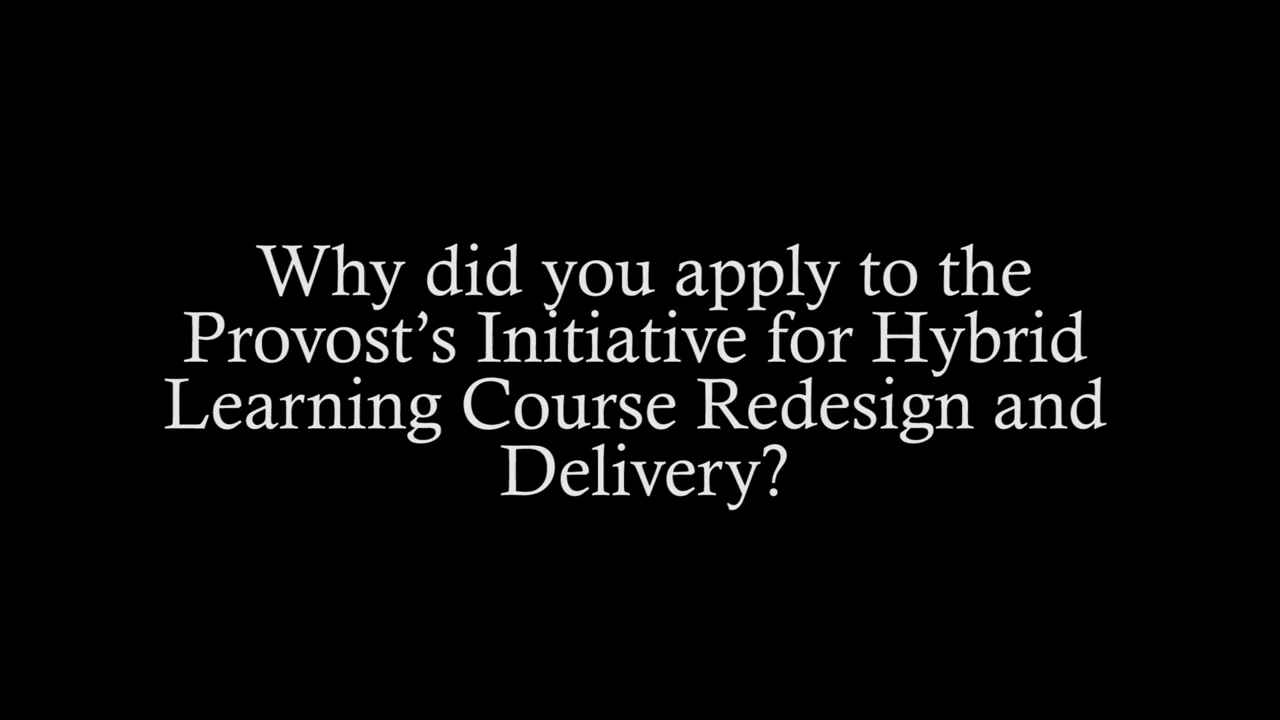 Why did you apply to the
Provost’s Initiative for Hybrid
Learning Course Redesign and
Delivery?